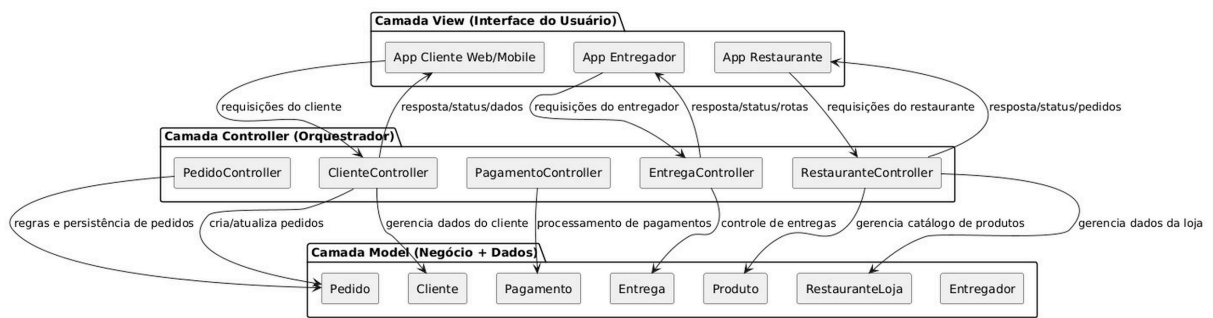 Camada View (Interface do Usuário)
App Cliente Web/Mobile
App Entregador
App Restaurante
requisições do cliente
resposta/status/dados
requisições do entregador
resposta/status/rotas
requisições do restaurante
resposta/status/pedidos
Camada Controller (Orquestrador)
PedidoController
ClienteController
PagamentoController
EntregaController
RestauranteController
regras e persistência de pedidos
cria/atualiza pedidos
gerencia dados do cliente
processamento de pagamentos
controle de entregas
gerencia catálogo de produtos
gerencia dados da loja
Camada Model (Negócio + Dados)
Pedido
Cliente
Pagamento
Entrega
Produto
RestauranteLoja
Entregador